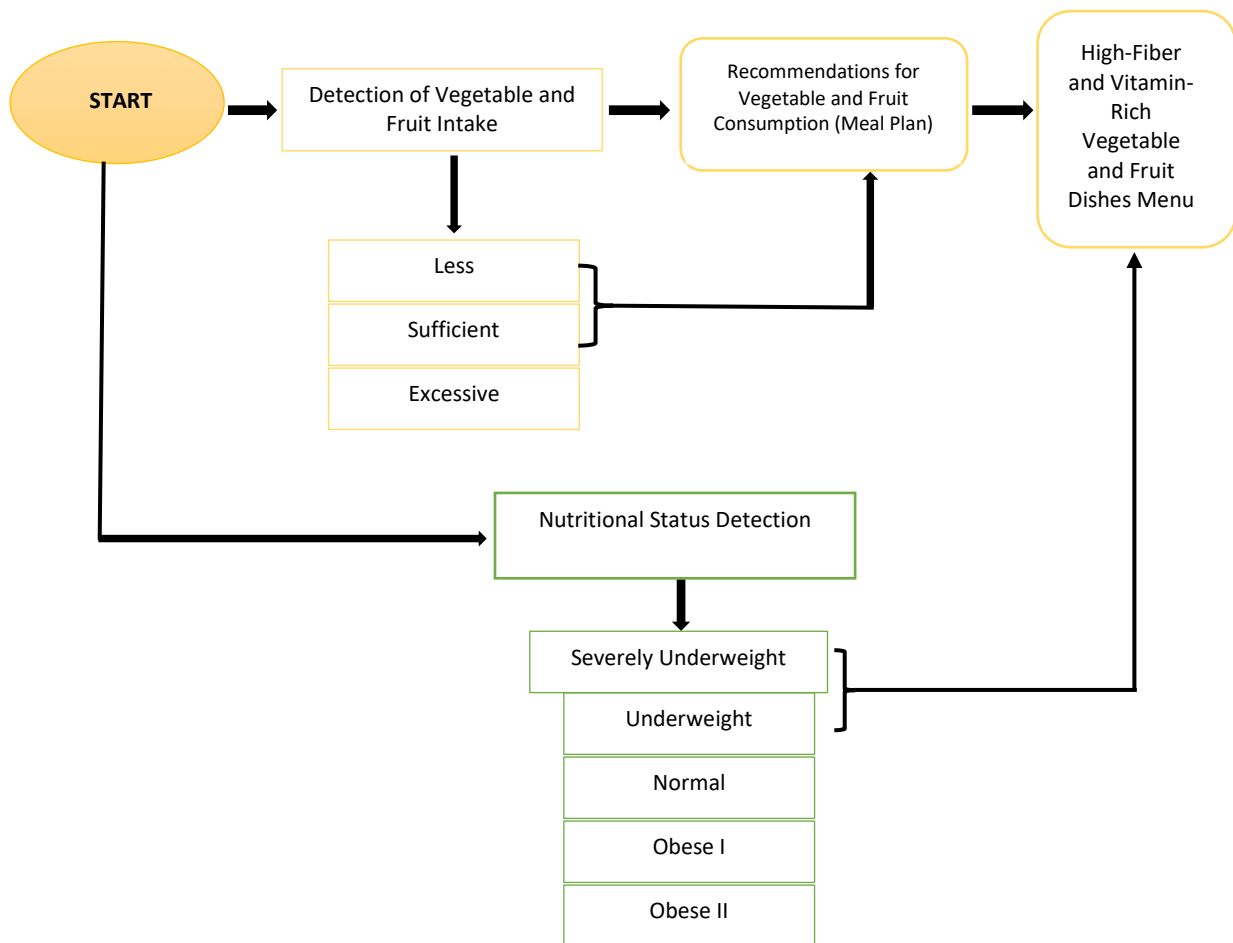 START
Detection of Vegetable and
Fruit Intake
Recommendations for
Vegetable and Fruit
Consumption (Meal Plan)
High-Fiber
and Vitamin-
Rich
Vegetable
and Fruit
Dishes Menu
Less
Sufficient
Excessive
Nutritional Status Detection
Severely Underweight
Underweight
Normal
Obese I
Obese II